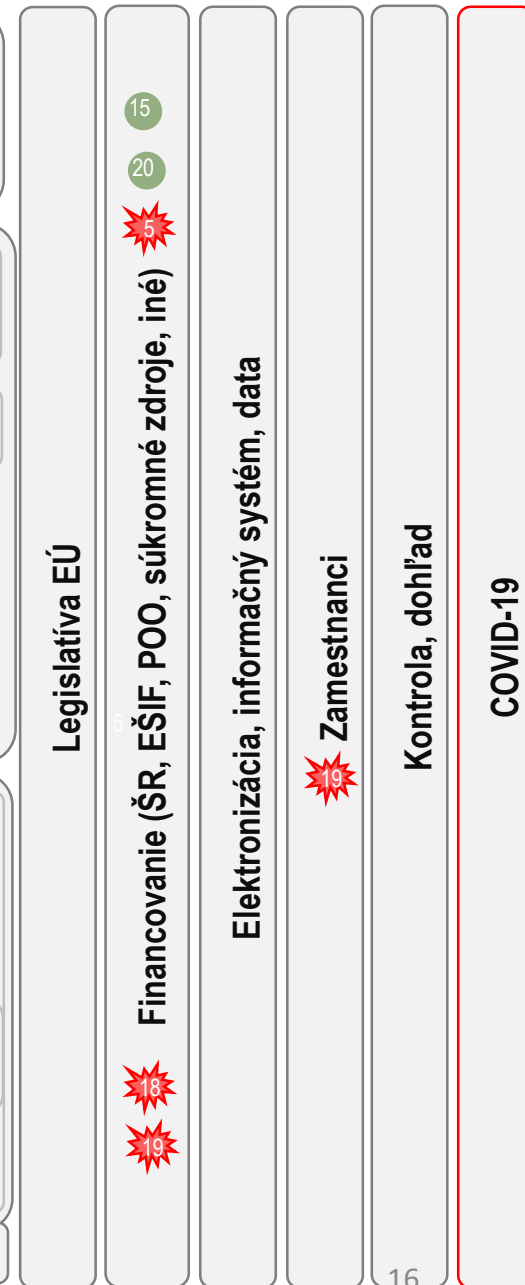 Legislatíva EÚ
15
20
5
Financovanie (ŠR, EŠIF, POO, súkromné zdroje, iné)
5
18
19
Elektronizácia, informačný systém, data
Zamestnanci
19
Kontrola, dohľad
COVID-19
16